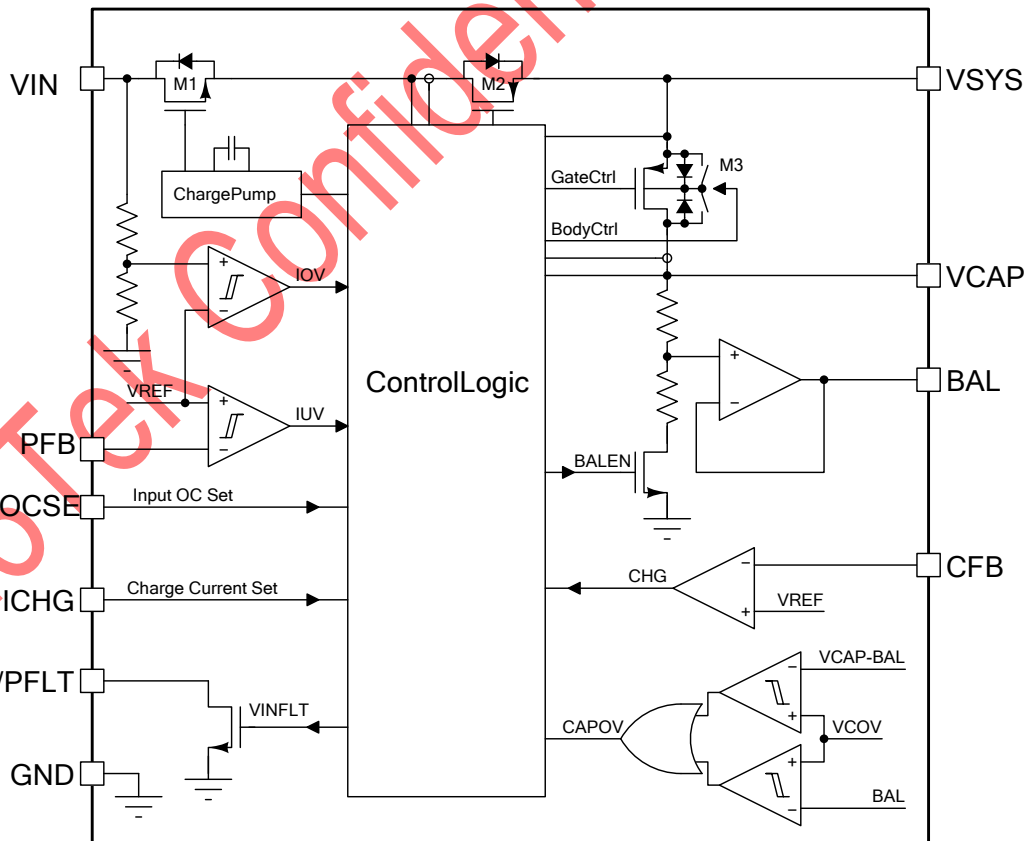 VIN
M1
M2
VSYS
ChargePump
GateCtrl
M3
BodyCtrl
+
IOV
−
VCAP
ControlLogic
VREF
+
IUV
−
+
−
BAL
PFB
OCSE
Input OC Set
BALEN
ICHG
Charge Current Set
CHG
−
+
VREF
CFB
/PFLT
VINFLT
CAPOV
VCAP-BAL
−
+
VCOV
+
−
BAL
GND
Tek Confiden